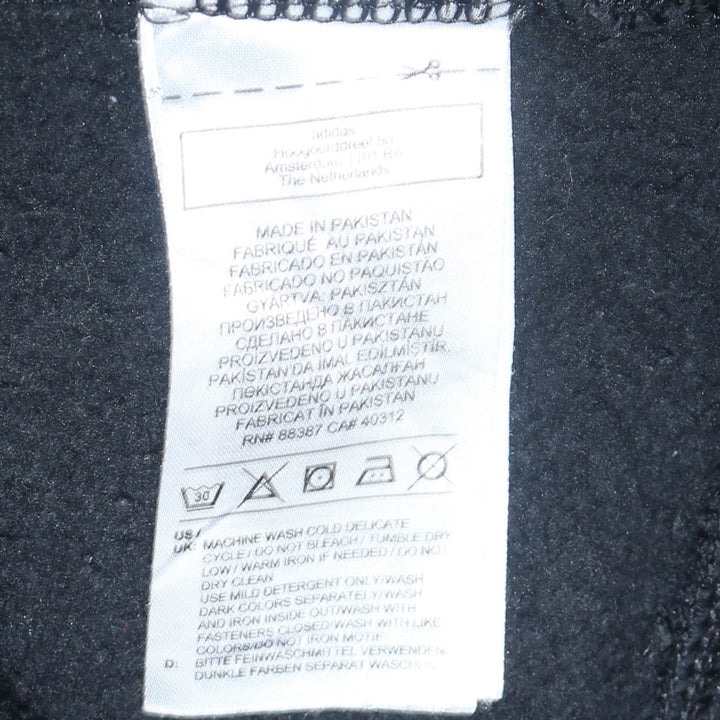 adidas
Hoogoorddreef 9a
Amsterdam 1101 BA
The Netherlands
MADE IN PAKISTAN
FABRIQUÉ AU PAKISTAN
FABRICADO EN PAKISTÁN
FABRICADO NO PAQUISTÃO
GYÁRTVA: PAKISZTÁN
ПРОИЗВЕДЕНО В ПАКИСТАН
СДЕЛАНО В ПАКИСТАНЕ
PROIZVEDENO U PAKISTANU
PAKİSTAN'DA İMAL EDİLMİŞTİR.
ПӘКІСТАНДА ЖАСАЛҒАН
PROIZVEDENO U PAKISTANU
FABRICAT ÎN PAKISTAN
RN# 88387 CA# 40312
30
US /
UK: MACHINE WASH COLD DELICATE
CYCLE / DO NOT BLEACH / TUMBLE DRY
LOW / WARM IRON IF NEEDED / DO NOT
DRY CLEAN
USE MILD DETERGENT ONLY/WASH
DARK COLORS SEPARATELY/WASH
AND IRON INSIDE OUT/WASH WITH
FASTENERS CLOSED/WASH WITH LIKE
COLORS/DO NOT IRON MOTIF
D: BITTE FEINWASCHMITTEL VERWENDEN
DUNKLE FARBEN SEPARAT WASCHEN